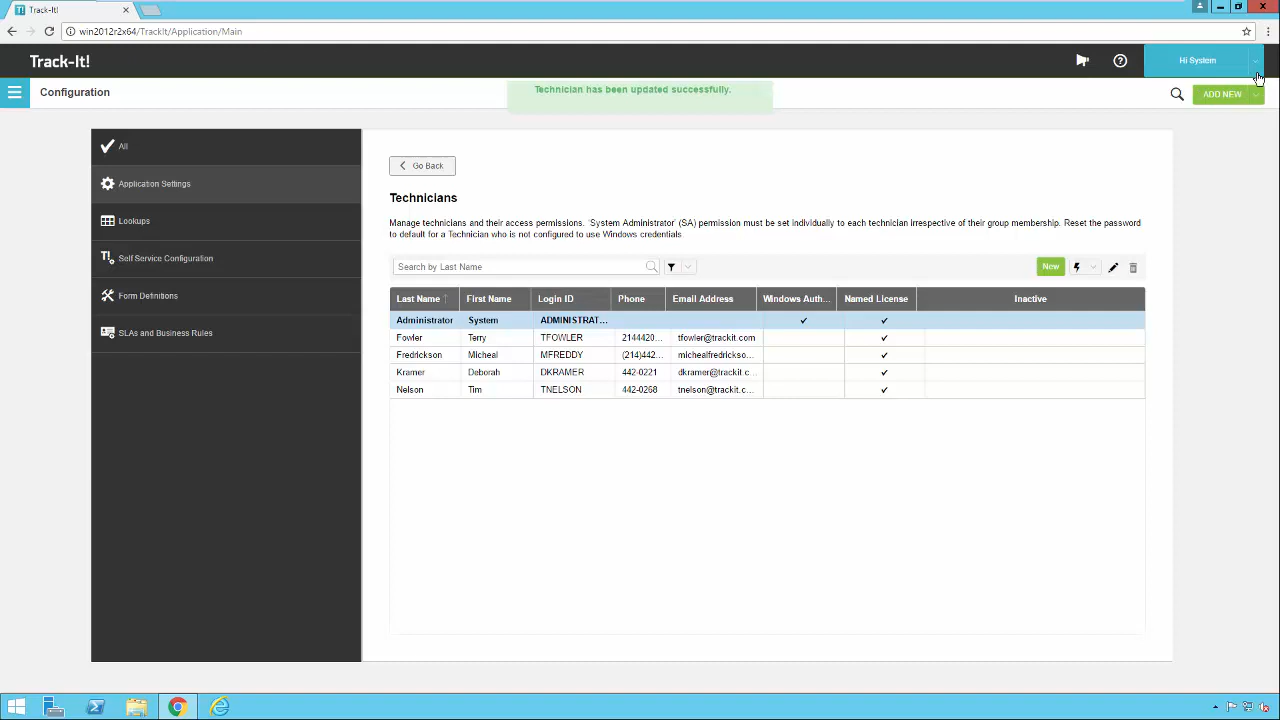 Track-It!
win2012r2x64/TrackIt/Application/Main
Track-It!
Hi System
Configuration
Technician has been updated successfully.
ADD NEW
All
Application Settings
Lookups
Self Service Configuration
Form Definitions
SLAs and Business Rules
Go Back
Technicians
Manage technicians and their access permissions. 'System Administrator' (SA) permission must be set individually to each technician irrespective of their group membership. Reset the password
to default for a Technician who is not configured to use Windows credentials
Search by Last Name
New
Last Name First Name Login ID Phone Email Address Windows Auth... Named License Inactive
Administrator System ADMINISTRAT...
Fowler Terry TFOWLER 2144420... tfowler@trackit.com
Fredrickson Micheal MFREDDY (214)442... michealfredrickso...
Kramer Deborah DKRAMER 442-0221 dkramer@trackit.c...
Nelson Tim TNELSON 442-0268 tnelson@trackit.c...